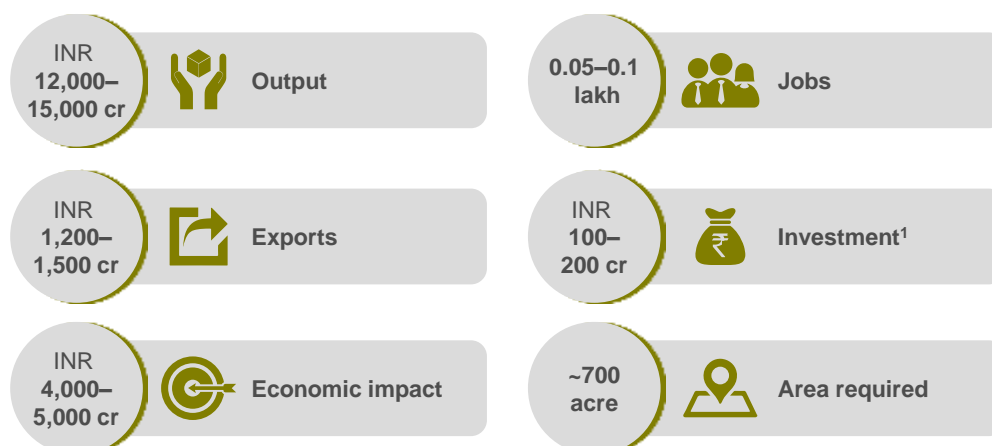 INR
12,000–
15,000 cr
Output
0.05–0.1
lakh
Jobs
INR
1,200–
1,500 cr
Exports
INR
100–
200 cr
Investment¹
INR
4,000–
5,000 cr
Economic impact
~700
acre
Area required